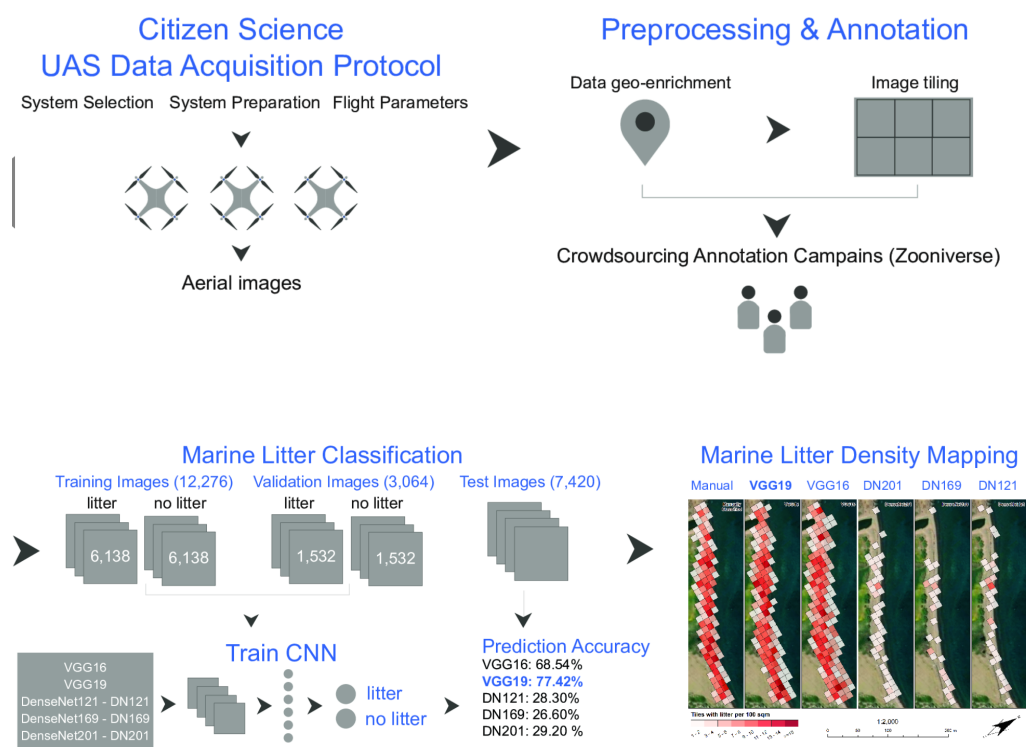 Citizen Science
UAS Data Acquisition Protocol
System Selection System Preparation Flight Parameters
Aerial images
Preprocessing & Annotation
Data geo-enrichment Image tiling
Crowdsourcing Annotation Campains (Zooniverse)
Marine Litter Classification
Training Images (12,276) Validation Images (3,064) Test Images (7,420)
litter no litter litter no litter
6,138 6,138 1,532 1,532
Train CNN
VGG16
VGG19
DenseNet121 - DN121
DenseNet169 - DN169
DenseNet201 - DN201
litter
no litter
Prediction Accuracy
VGG16: 68.54%
VGG19: 77.42%
DN121: 28.30%
DN169: 26.60%
DN201: 29.20 %
Marine Litter Density Mapping
Manual VGG19 VGG16 DN201 DN169 DN121
Tiles with litter per 100 sqm
1:2,000